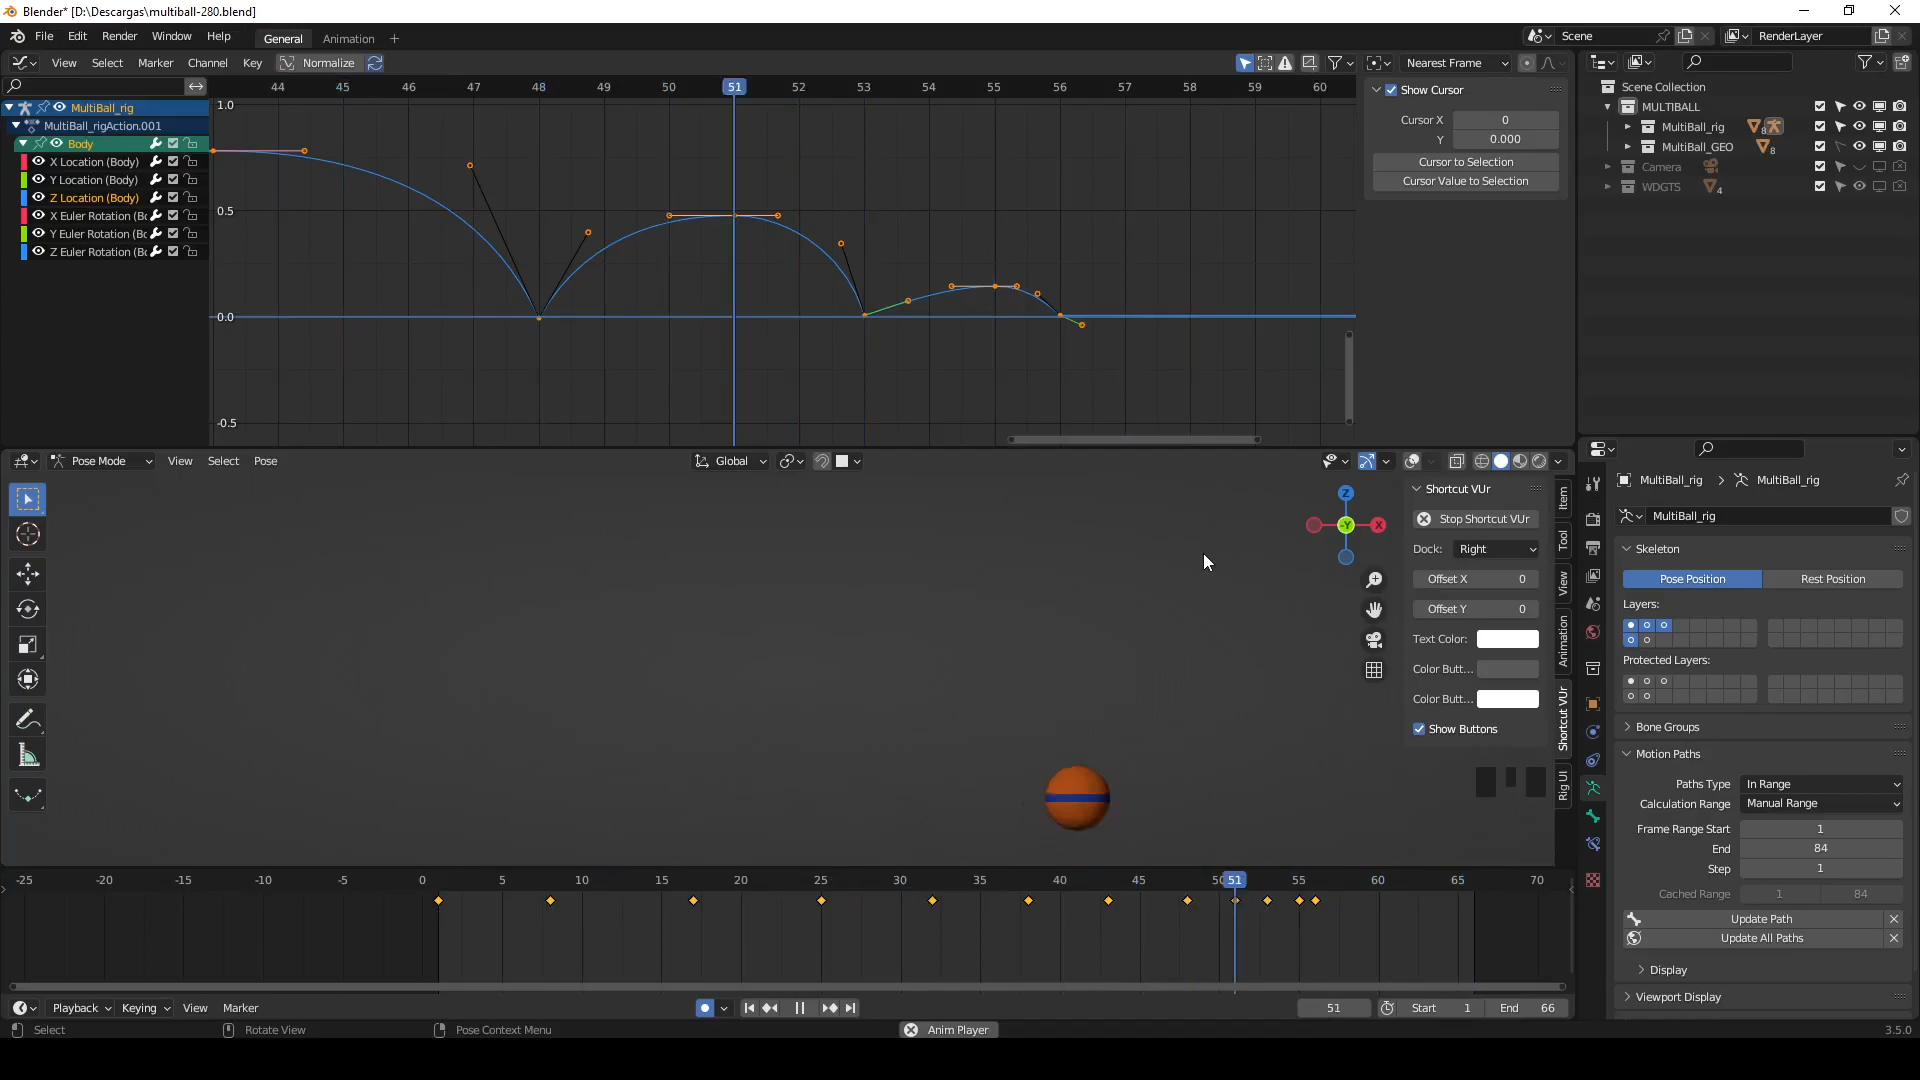 Blender* [D:\Descargas\multiball-280.blend]
File Edit Render Window Help General Animation + Scene RenderLayer
View Select Marker Channel Key Normalize Nearest Frame
44 45 46 47 48 49 50 51 52 53 54 55 56 57 58 59 60
1.0
0.5
0.0
-0.5
MultiBall_rig
MultiBall_rigAction.001
Body
X Location (Body)
Y Location (Body)
Z Location (Body)
X Euler Rotation (Bo
Y Euler Rotation (Bo
Z Euler Rotation (Bo
Show Cursor
Cursor X 0
Y 0.000
Cursor to Selection
Cursor Value to Selection
Scene Collection
MULTIBALL
MultiBall_rig 8
MultiBall_GEO 8
Camera
WDGTS 4
Pose Mode View Select Pose Global
Z
-Y X
Shortcut VUr
Stop Shortcut VUr
Dock: Right
Offset X 0
Offset Y 0
Text Color:
Color Butt...
Color Butt...
Show Buttons
Item
Tool
View
Animation
Shortcut VUr
Rig UI
MultiBall_rig > MultiBall_rig
MultiBall_rig
Skeleton
Pose Position Rest Position
Layers:
Protected Layers:
Bone Groups
Motion Paths
Paths Type In Range
Calculation Range Manual Range
Frame Range Start 1
End 84
Step 1
Cached Range 1 84
Update Path
Update All Paths
Display
Viewport Display
-25 -20 -15 -10 -5 0 5 10 15 20 25 30 35 40 45 50 51 55 60 65 70
Playback Keying View Marker 51 Start 1 End 66
Select Rotate View Pose Context Menu Anim Player 3.5.0